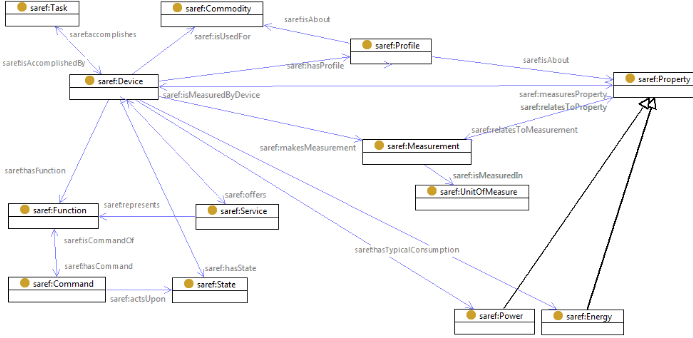 saref:Task
saref:Commodity
saref:isAbout
saref:accomplishes
saref:isUsedFor
saref:Profile
saref:isAccomplishedBy
saref:hasProfile
saref:isAbout
saref:Device
saref:Property
saref:isMeasuredByDevice
saref:measuresProperty
saref:relatesToProperty
saref:relatesToMeasurement
saref:makesMeasurement
saref:Measurement
saref:hasFunction
saref:isMeasuredIn
saref:offers
saref:UnitOfMeasure
saref:represents
saref:Function
saref:Service
saref:isCommandOf
saref:hasTypicalConsumption
saref:hasCommand
saref:hasState
saref:Command
saref:State
saref:actsUpon
saref:Power
saref:Energy